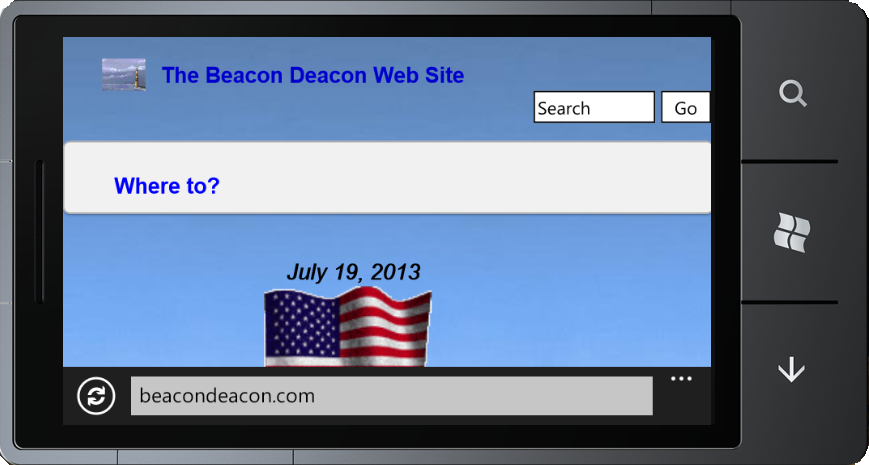 The Beacon Deacon Web Site
Search Go
Where to?
July 19, 2013
beacondeacon.com